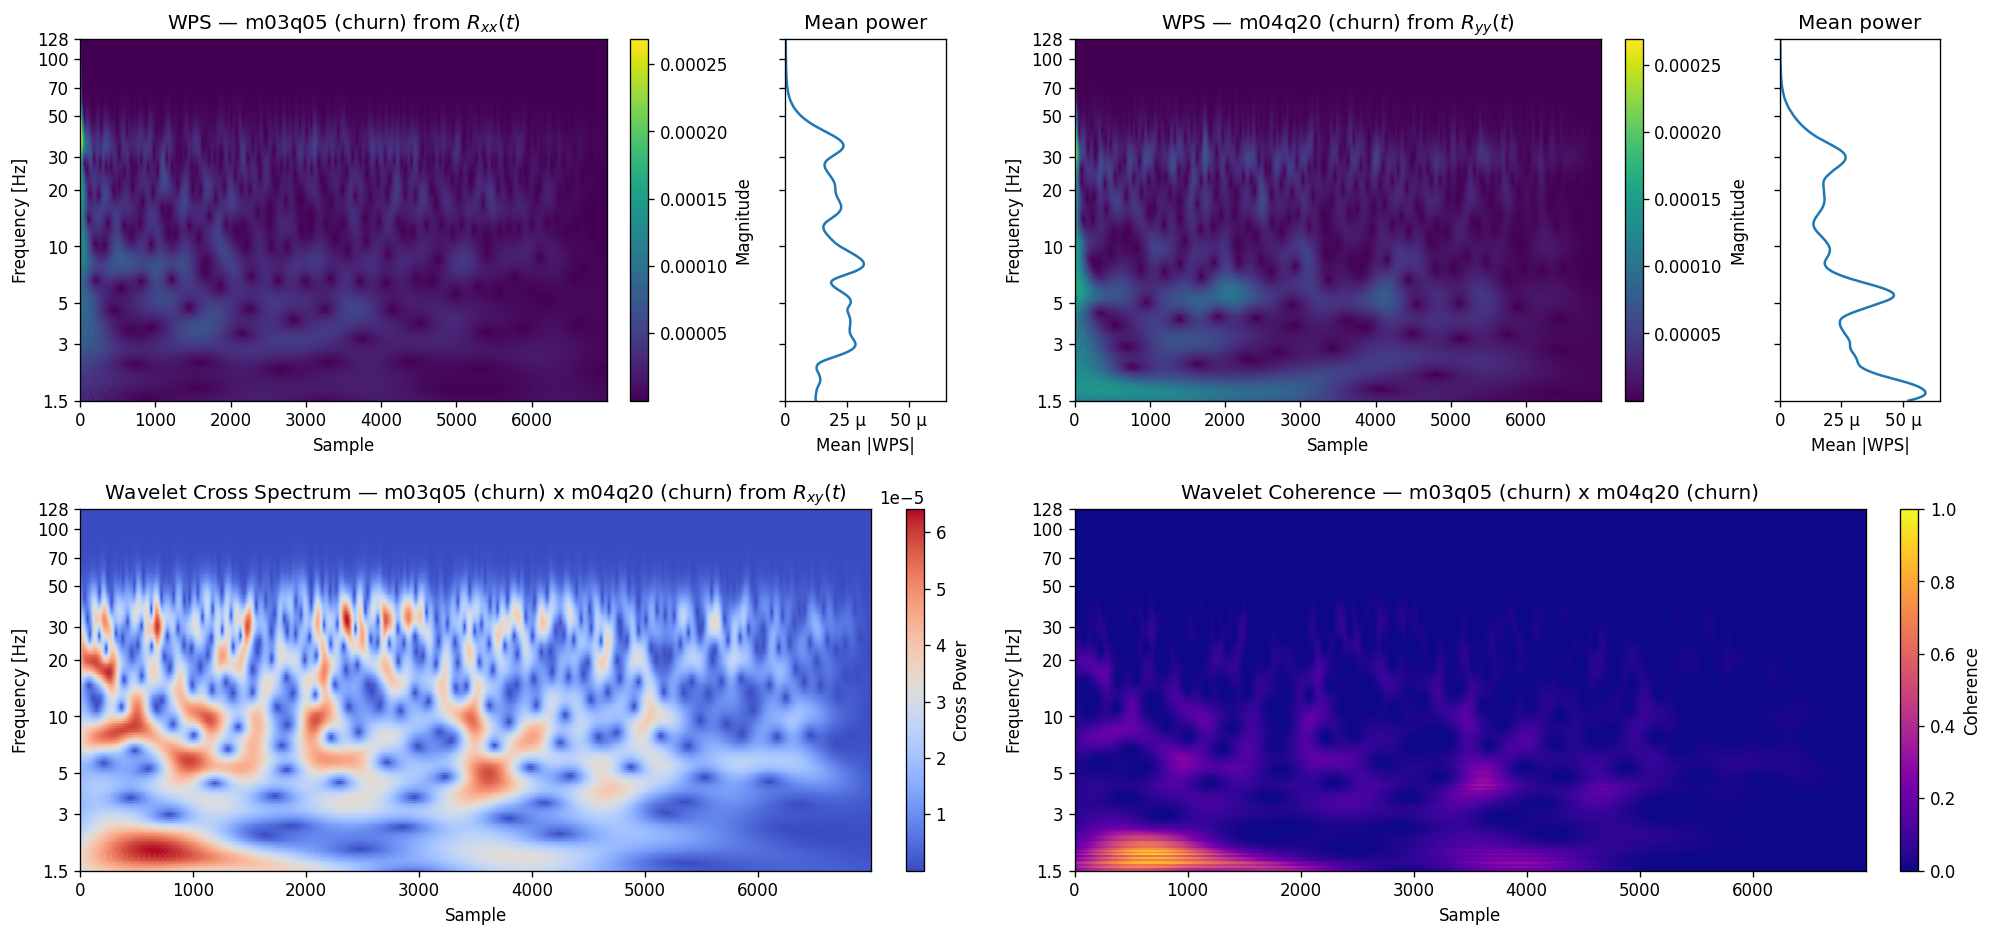 WPS — m03q05 (churn) from Rxx(t)
128
100
70
50
30
20
10
5
3
1.5
Frequency [Hz]
0 1000 2000 3000 4000 5000 6000
Sample
0.00025
0.00020
0.00015
0.00010
0.00005
Magnitude
Mean power
0 25 µ 50 µ
Mean |WPS|
WPS — m04q20 (churn) from Ryy(t)
128
100
70
50
30
20
10
5
3
1.5
Frequency [Hz]
0 1000 2000 3000 4000 5000 6000
Sample
0.00025
0.00020
0.00015
0.00010
0.00005
Magnitude
Mean power
0 25 µ 50 µ
Mean |WPS|
Wavelet Cross Spectrum — m03q05 (churn) x m04q20 (churn) from Rxy(t)
128
100
70
50
30
20
10
5
3
1.5
Frequency [Hz]
0 1000 2000 3000 4000 5000 6000
Sample
1e−5
6
5
4
3
2
1
Cross Power
Wavelet Coherence — m03q05 (churn) x m04q20 (churn)
128
100
70
50
30
20
10
5
3
1.5
Frequency [Hz]
0 1000 2000 3000 4000 5000 6000
Sample
1.0
0.8
0.6
0.4
0.2
0.0
Coherence